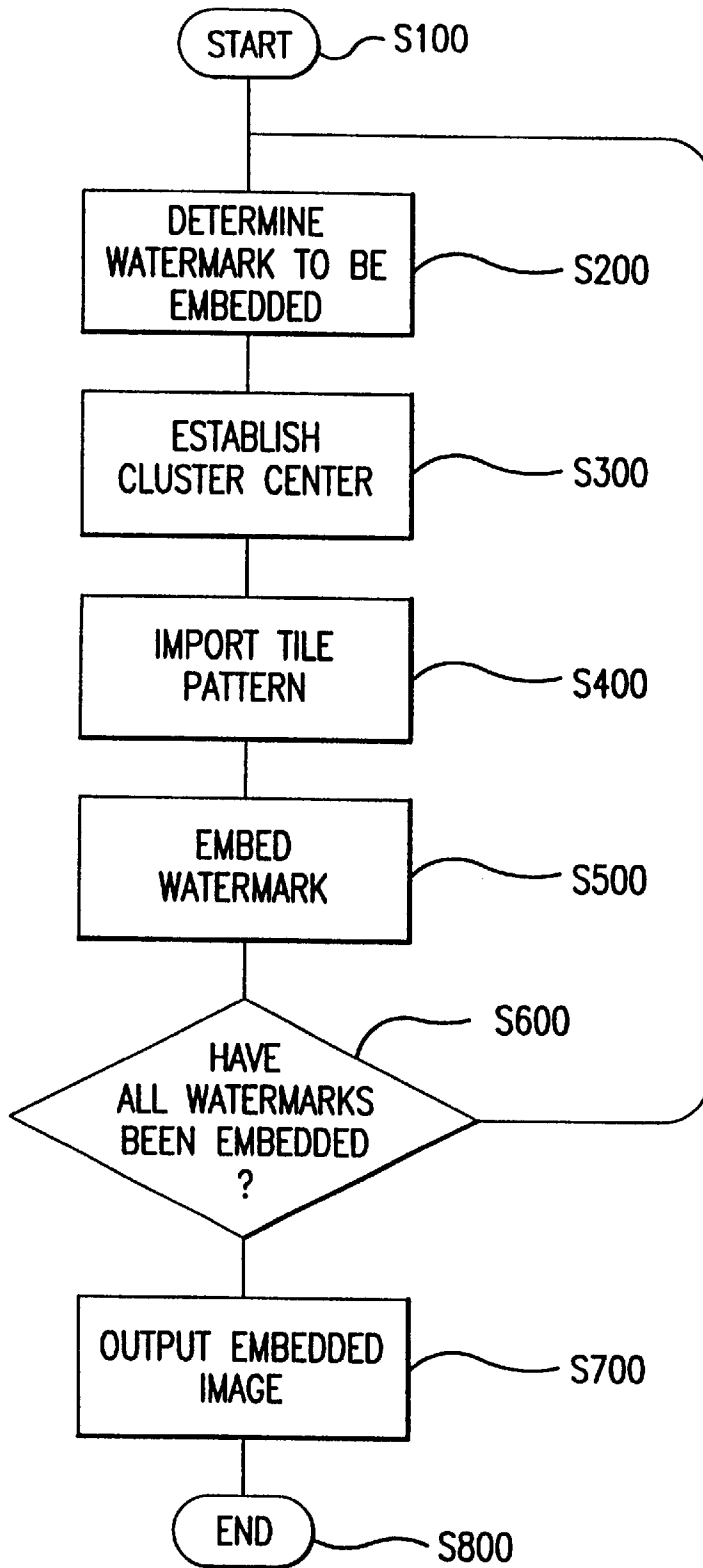 START
S100
DETERMINE
WATERMARK TO BE
EMBEDDED
S200
ESTABLISH
CLUSTER CENTER
S300
IMPORT TILE
PATTERN
S400
EMBED
WATERMARK
S500
HAVE
ALL WATERMARKS
BEEN EMBEDDED
?
S600
OUTPUT EMBEDDED
IMAGE
S700
END
S800